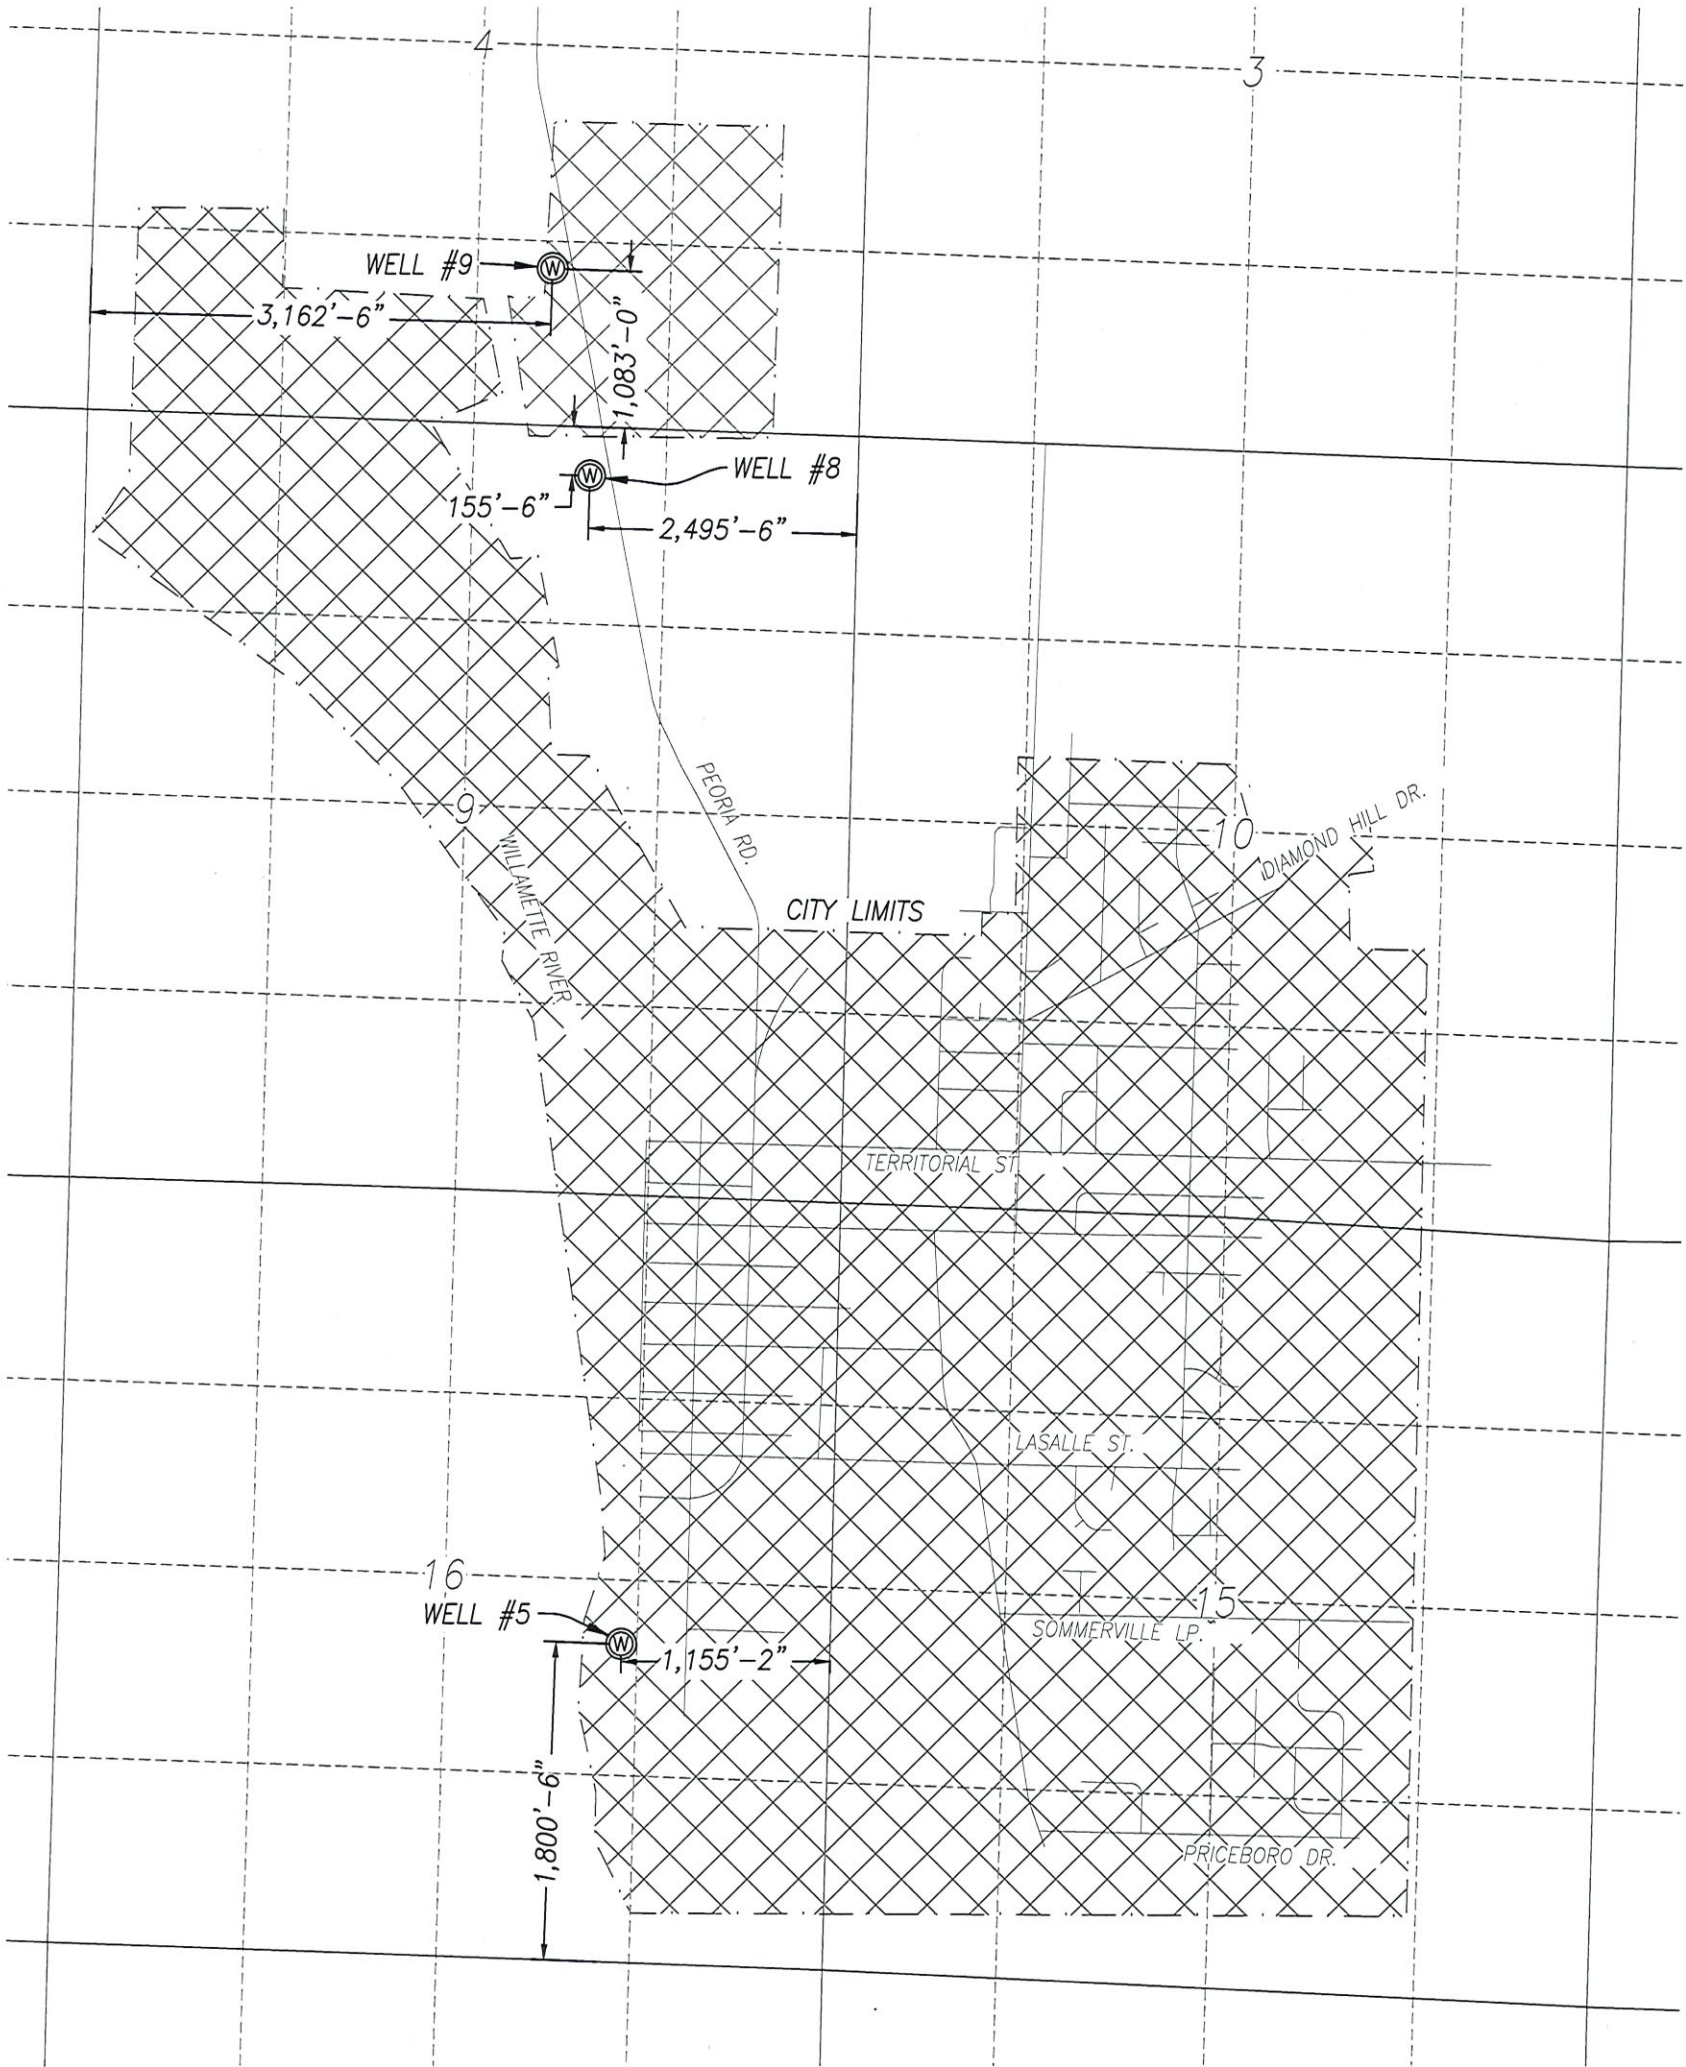 4
3
WELL #9
W
3,162'-6"
1,083'-0"
WELL #8
W
155'-6"
2,495'-6"
PEORIA RD.
9
10
DIAMOND HILL DR.
WILLAMETTE RIVER
CITY LIMITS
TERRITORIAL ST.
LASALLE ST.
16
15
WELL #5
W
SOMMERVILLE LP.
1,155'-2"
1,800'-6"
PRICEBORO DR.